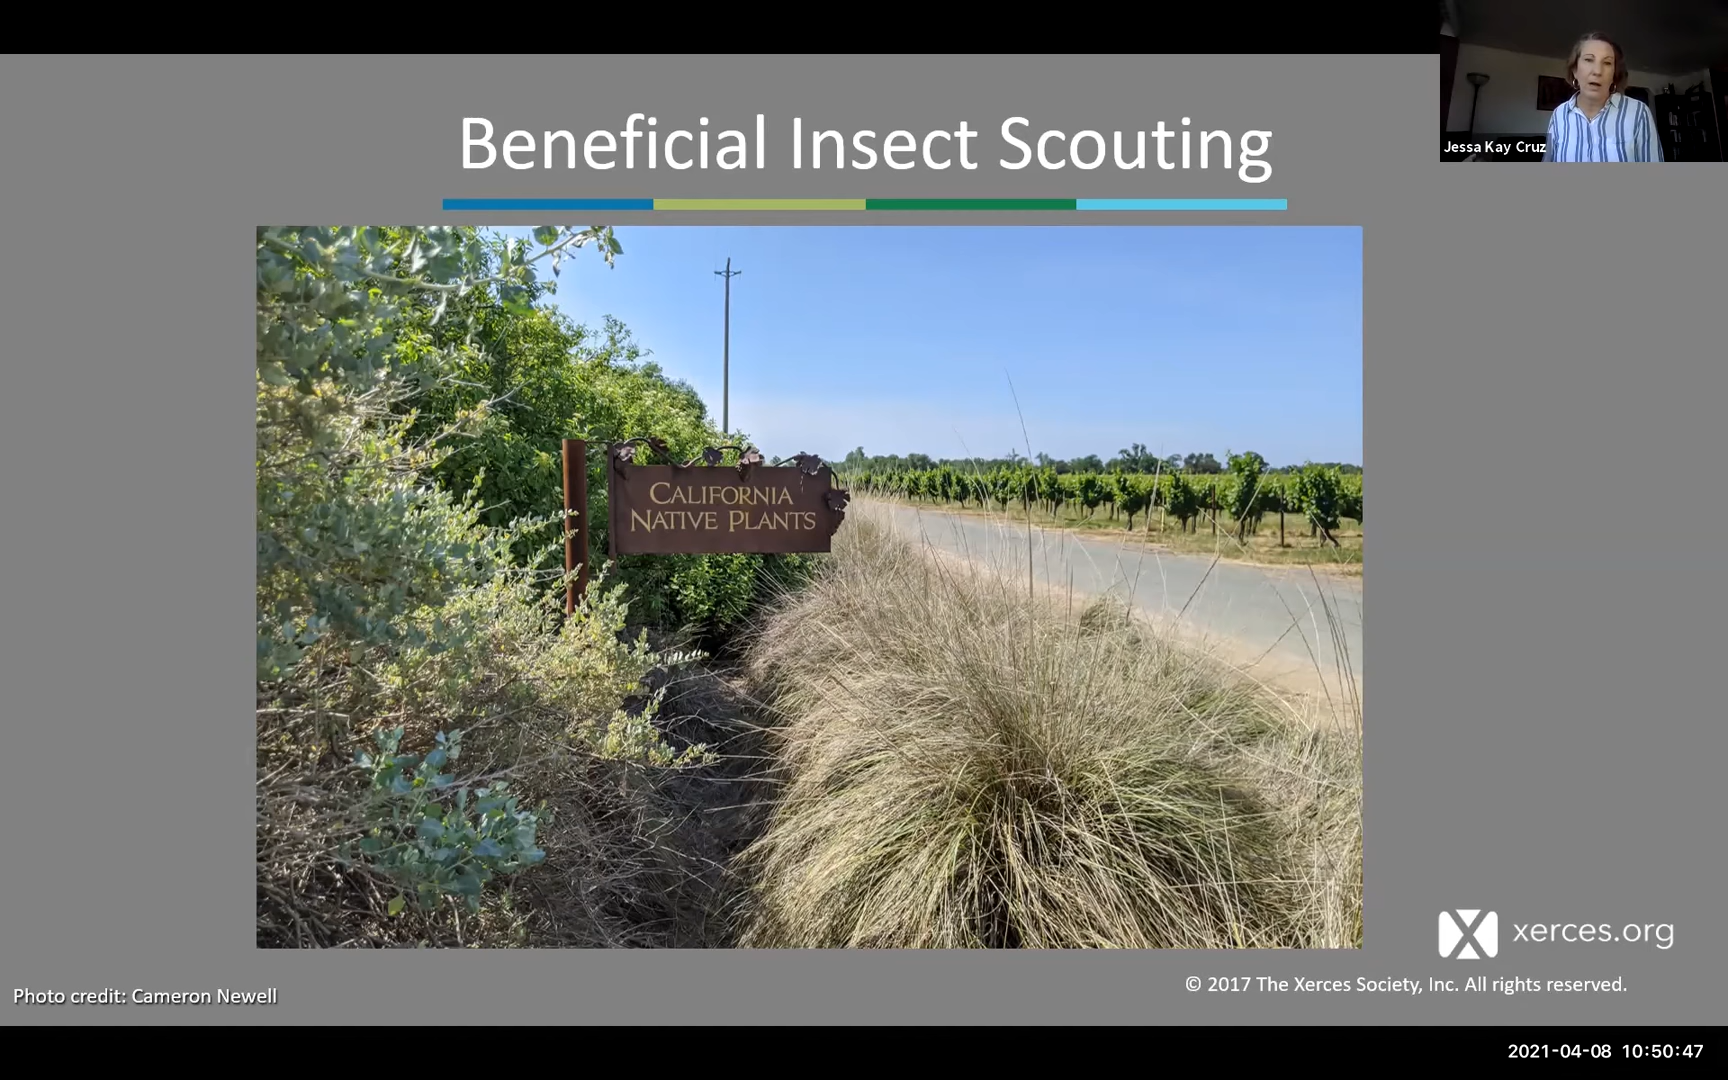 Beneficial Insect Scouting
Jessa Kay Cruz
CALIFORNIA
NATIVE PLANTS
xerces.org
© 2017 The Xerces Society, Inc. All rights reserved.
Photo credit: Cameron Newell
2021-04-08 10:50:47